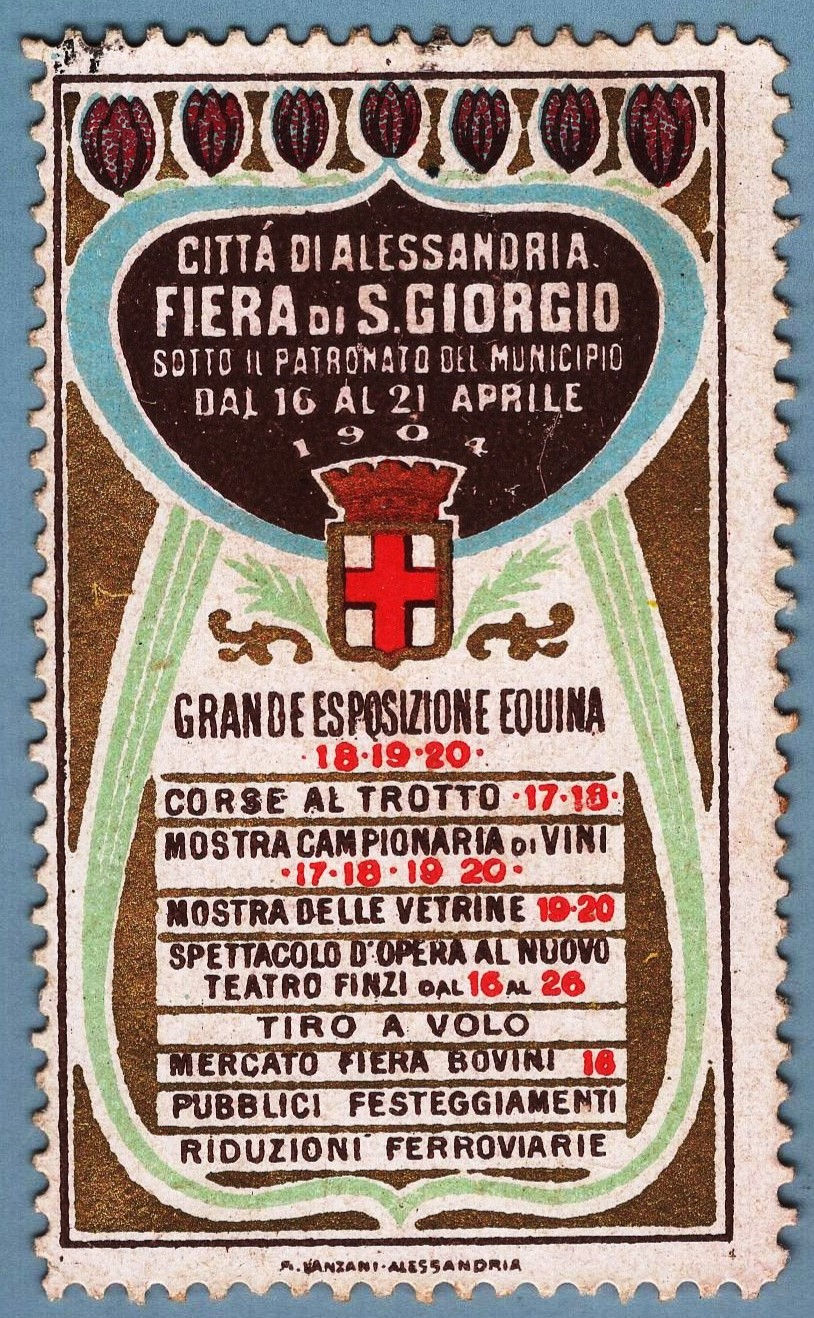 CITTÁ DI ALESSANDRIA
FIERA DI S. GIORGIO
SOTTO IL PATRONATO DEL MUNICIPIO
DAL 16 AL 21 APRILE
1904
GRANDE ESPOSIZIONE EQUINA
·18·19·20·
CORSE AL TROTTO ·17·18·
MOSTRA CAMPIONARIA DI VINI
·17·18·19 20·
MOSTRA DELLE VETRINE 19·20
SPETTACOLO D'OPERA AL NUOVO
TEATRO FINZI DAL 16 AL 26
TIRO A VOLO
MERCATO FIERA BOVINI 18
PUBBLICI FESTEGGIAMENTI
RIDUZIONI FERROVIARIE
VANZANI·ALESSANDRIA